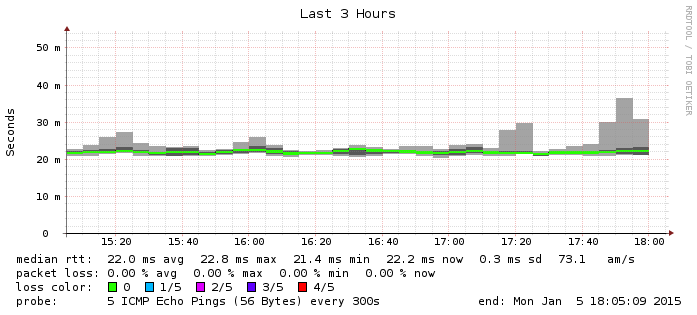 Last 3 Hours
RRDTOOL / TOBI OETIKER
Seconds
50 m
40 m
30 m
20 m
10 m
0
15:20 15:40 16:00 16:20 16:40 17:00 17:20 17:40 18:00
median rtt: 22.0 ms avg 22.8 ms max 21.4 ms min 22.2 ms now 0.3 ms sd 73.1 am/s
packet loss: 0.00 % avg 0.00 % max 0.00 % min 0.00 % now
loss color: 0 1/5 2/5 3/5 4/5
probe: 5 ICMP Echo Pings (56 Bytes) every 300s end: Mon Jan 5 18:05:09 2015